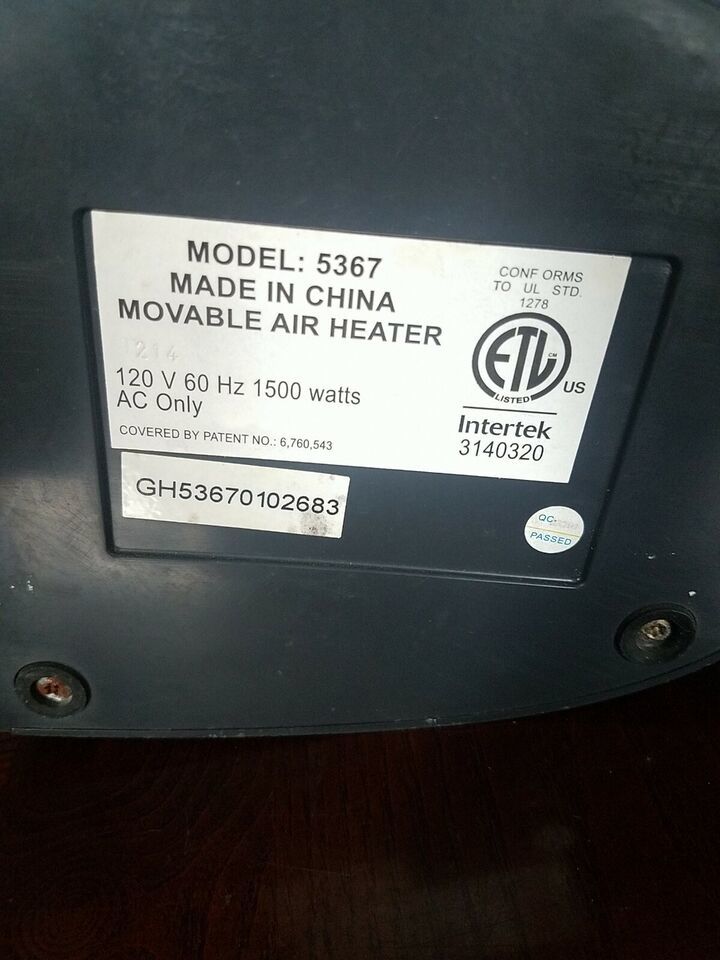 MODEL: 5367
MADE IN CHINA
MOVABLE AIR HEATER
1214
120 V 60 Hz 1500 watts
AC Only
COVERED BY PATENT NO.: 6,760,543
CONF ORMS
TO UL STD.
1278
ETL
CM
LISTED
US
Intertek
3140320
GH53670102683
QC
PASSED